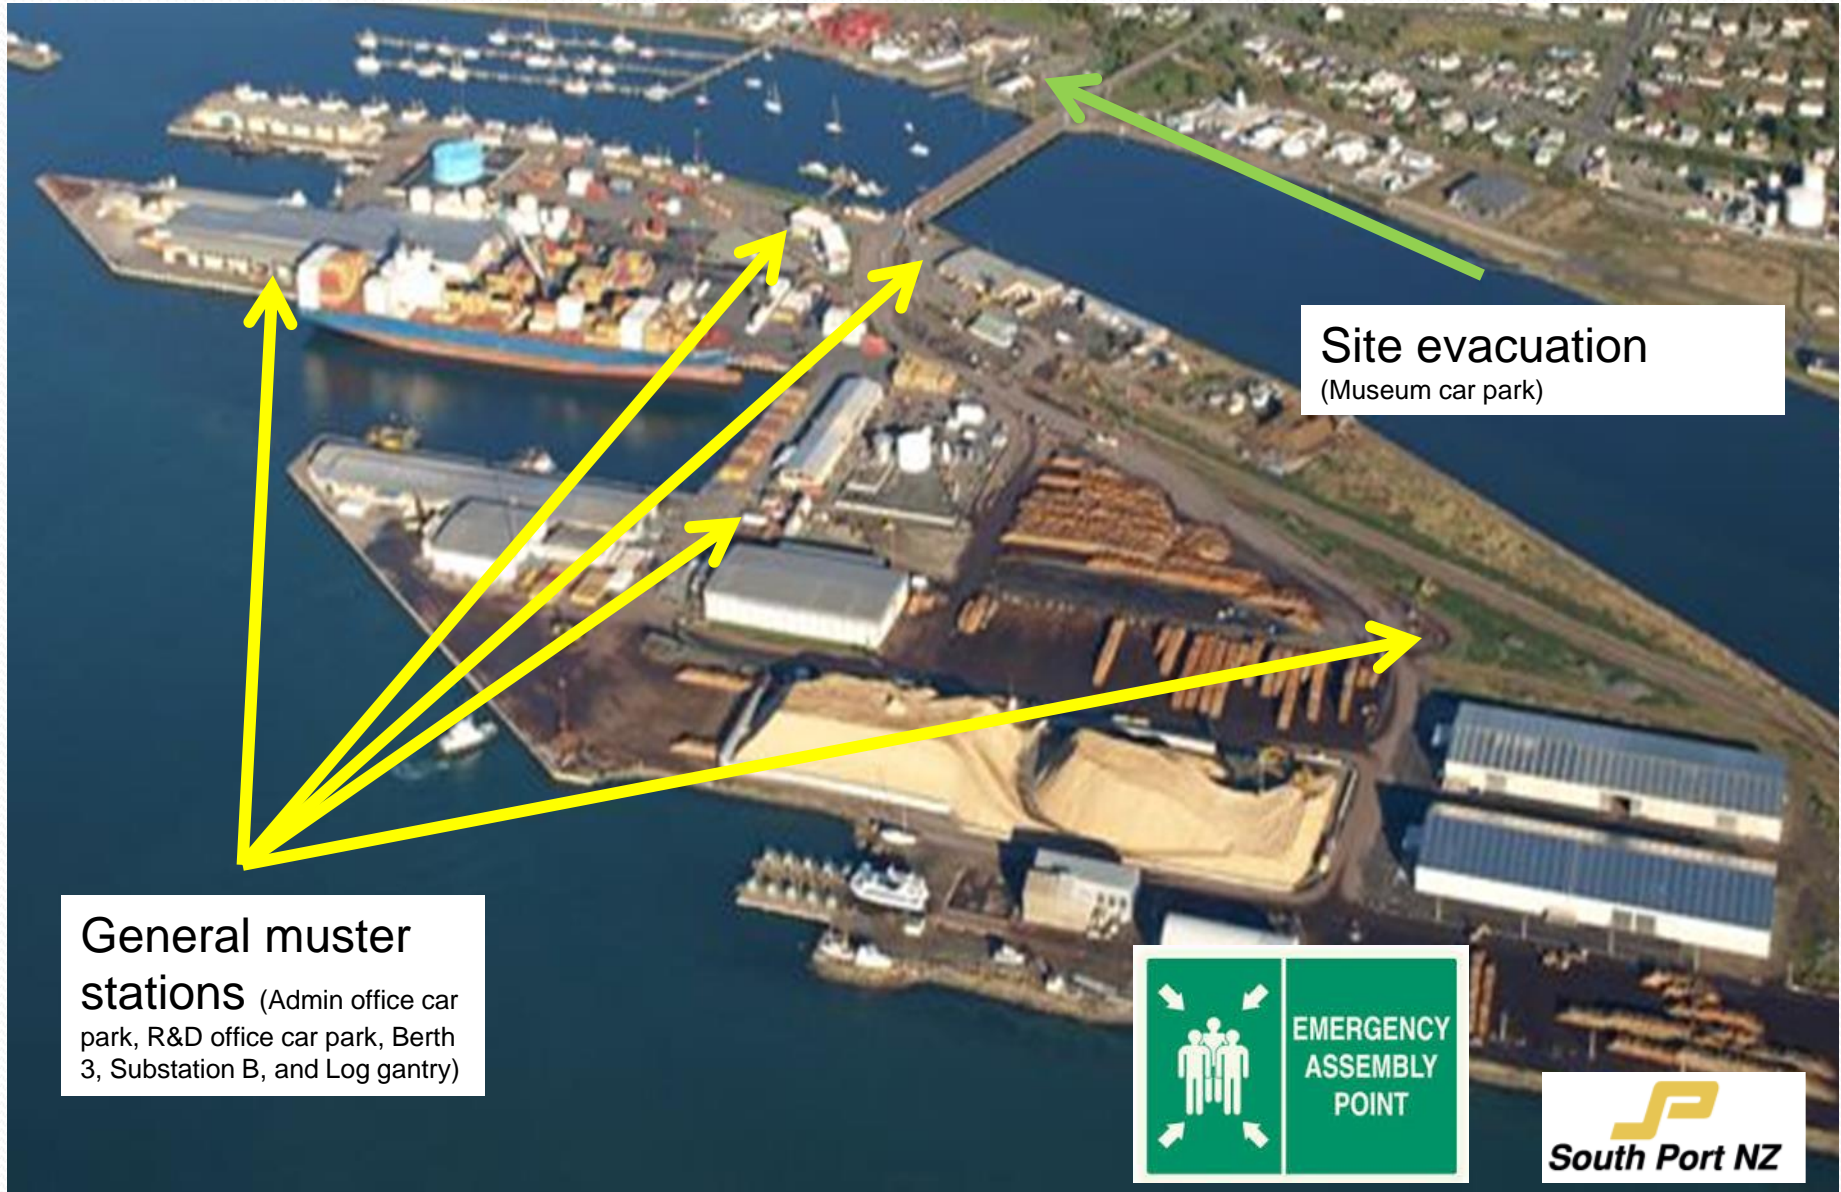 Site evacuation
(Museum car park)
General muster
stations (Admin office car
park, R&D office car park, Berth
3, Substation B, and Log gantry)
EMERGENCY
ASSEMBLY
POINT
South Port NZ